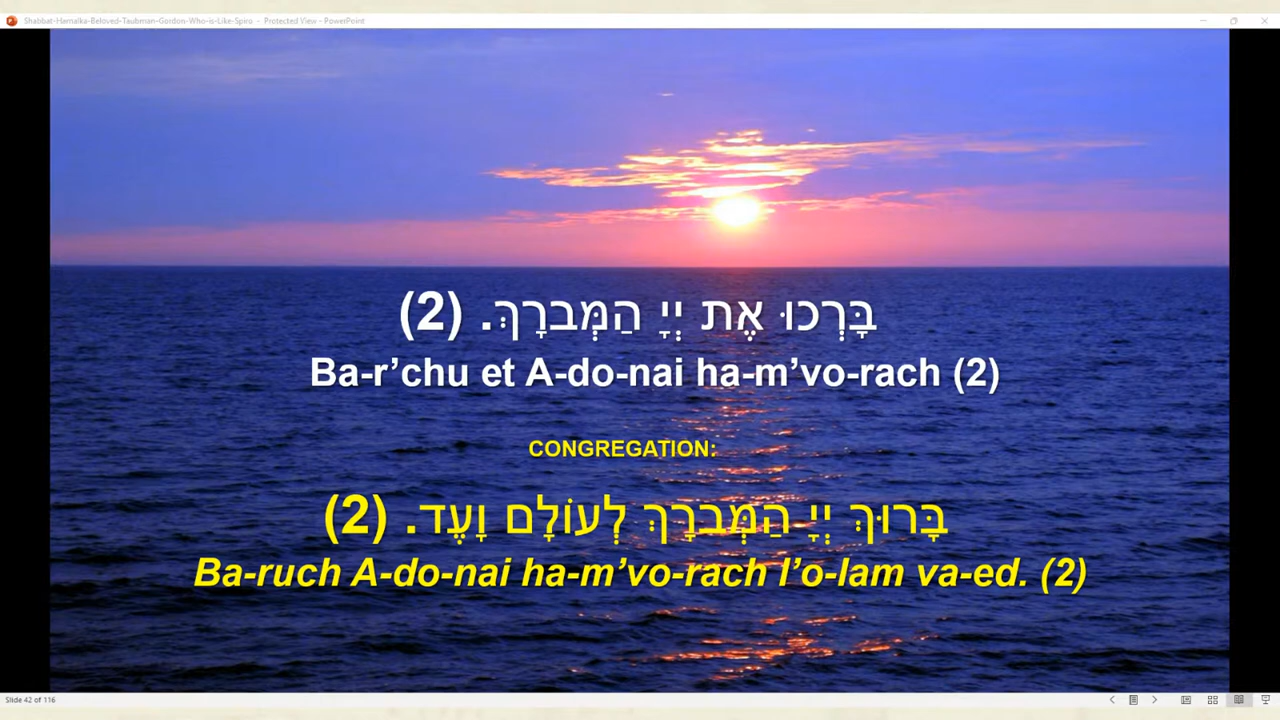 Shabbat-Hamalka-Beloved-Taubman-Gordon-Who-is-Like-Spiro - Protected View - PowerPoint
בָּרְכוּ אֶת יְיָ הַמְּברָךְ. (2)
Ba-r’chu et A-do-nai ha-m’vo-rach (2)
CONGREGATION:
בָּרוּךְ יְיָ הַמְּברָךְ לְעוֹלָם וָעֶד. (2)
Ba-ruch A-do-nai ha-m’vo-rach l’o-lam va-ed. (2)
Slide 42 of 116